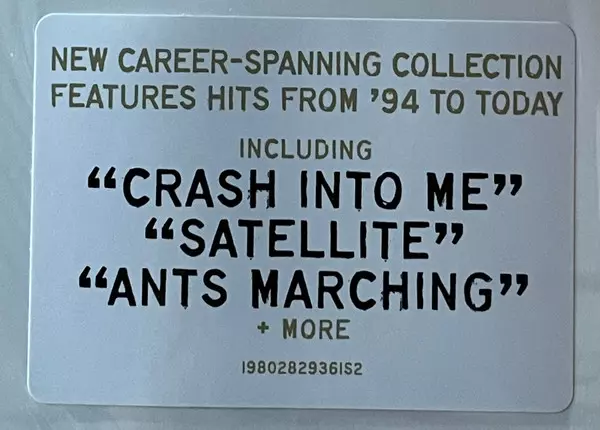 NEW CAREER-SPANNING COLLECTION
FEATURES HITS FROM ’94 TO TODAY
INCLUDING
“CRASH INTO ME”
“SATELLITE”
“ANTS MARCHING”
+ MORE
19802829361S2